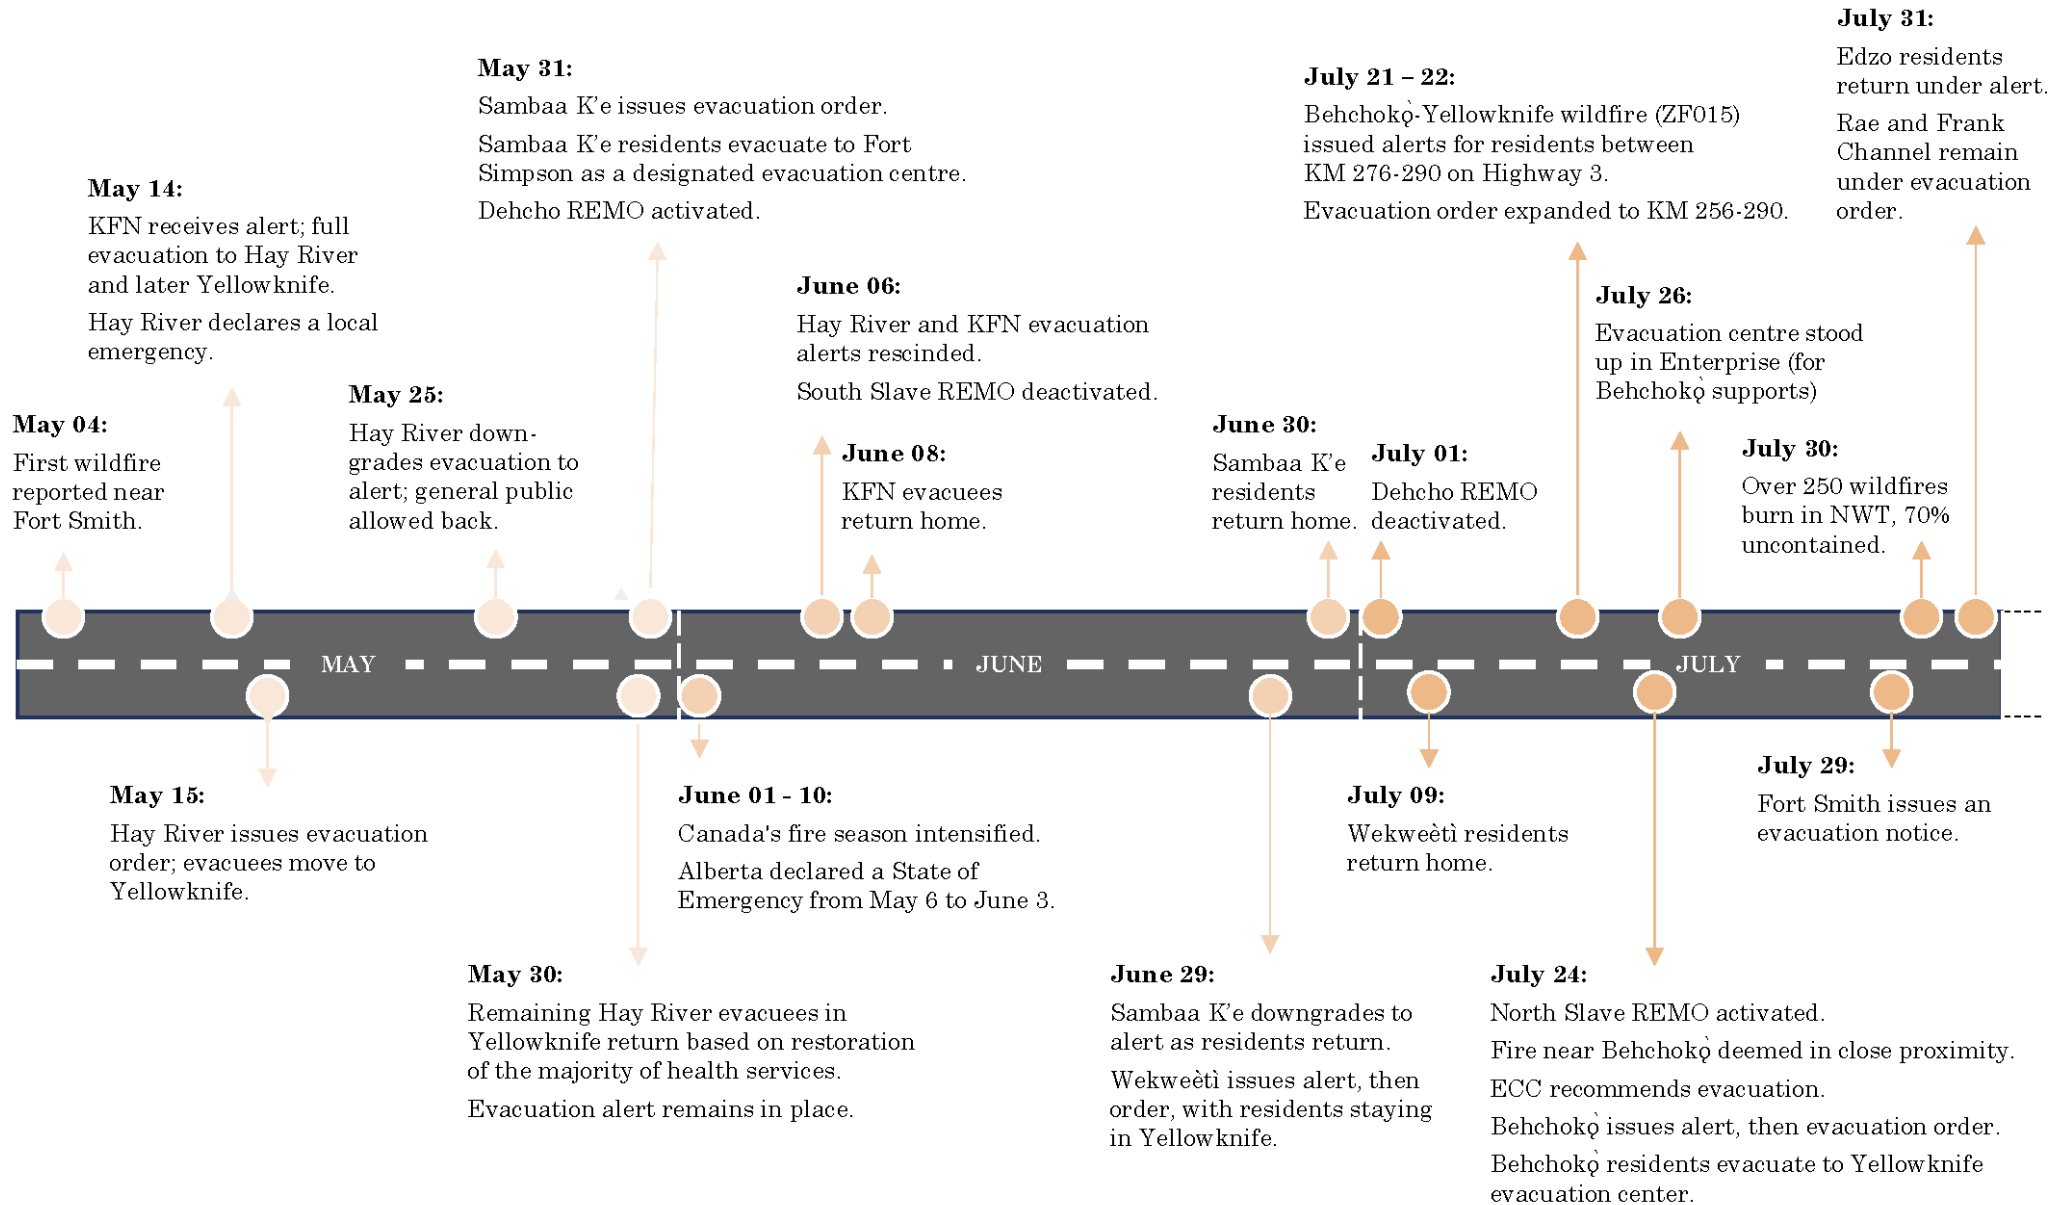 May 04:
First wildfire
reported near
Fort Smith.
May 14:
KFN receives alert; full
evacuation to Hay River
and later Yellowknife.
Hay River declares a local
emergency.
May 25:
Hay River down-
grades evacuation to
alert; general public
allowed back.
May 31:
Sambaa K’e issues evacuation order.
Sambaa K’e residents evacuate to Fort
Simpson as a designated evacuation centre.
Dehcho REMO activated.
June 06:
Hay River and KFN evacuation
alerts rescinded.
South Slave REMO deactivated.
June 08:
KFN evacuees
return home.
June 30:
Sambaa K’e
residents
return home.
July 01:
Dehcho REMO
deactivated.
July 21 – 22:
Behchokǫ̀-Yellowknife wildfire (ZF015)
issued alerts for residents between
KM 276-290 on Highway 3.
Evacuation order expanded to KM 256-290.
July 26:
Evacuation centre stood
up in Enterprise (for
Behchokǫ̀ supports)
July 30:
Over 250 wildfires
burn in NWT, 70%
uncontained.
July 31:
Edzo residents
return under alert.
Rae and Frank
Channel remain
under evacuation
order.
MAY
JUNE
JULY
May 15:
Hay River issues evacuation
order; evacuees move to
Yellowknife.
May 30:
Remaining Hay River evacuees in
Yellowknife return based on restoration
of the majority of health services.
Evacuation alert remains in place.
June 01 - 10:
Canada's fire season intensified.
Alberta declared a State of
Emergency from May 6 to June 3.
June 29:
Sambaa K’e downgrades to
alert as residents return.
Wekweètì issues alert, then
order, with residents staying
in Yellowknife.
July 09:
Wekweètì residents
return home.
July 24:
North Slave REMO activated.
Fire near Behchokǫ̀ deemed in close proximity.
ECC recommends evacuation.
Behchokǫ̀ issues alert, then evacuation order.
Behchokǫ̀ residents evacuate to Yellowknife
evacuation center.
July 29:
Fort Smith issues an
evacuation notice.